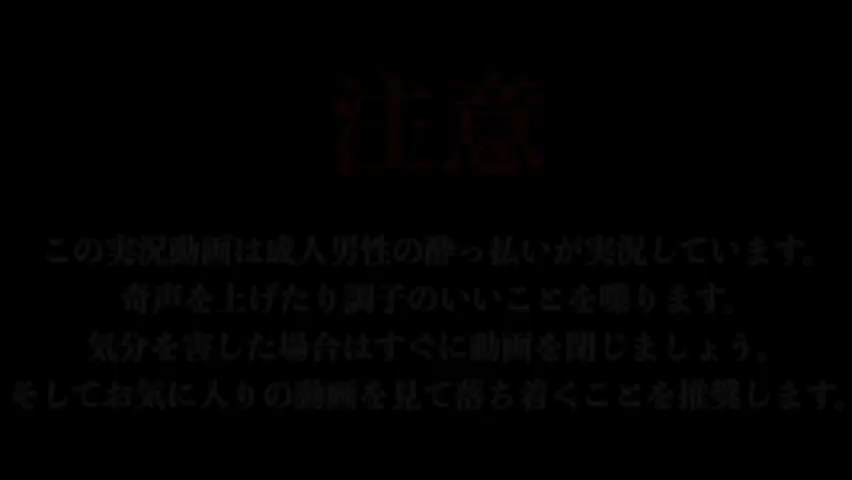 注意
この実況動画は成人男性の酔っ払いが実況しています。
奇声を上げたり調子のいいことを喋ります。
気分を害した場合はすぐに動画を閉じましょう。
そしてお気に入りの動画を見て落ち着くことを推奨します。